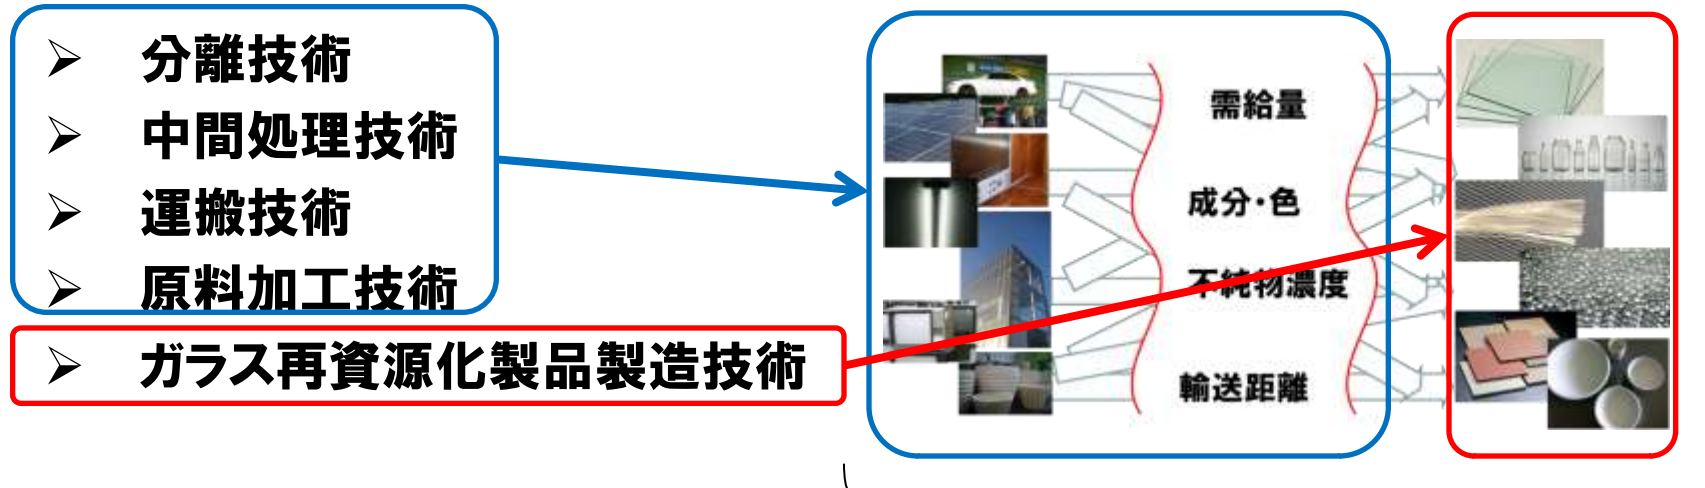 ➢ 分離技術
➢ 中間処理技術
➢ 運搬技術
➢ 原料加工技術
➢ ガラス再資源化製品製造技術
需給量
成分・色
不純物濃度
輸送距離